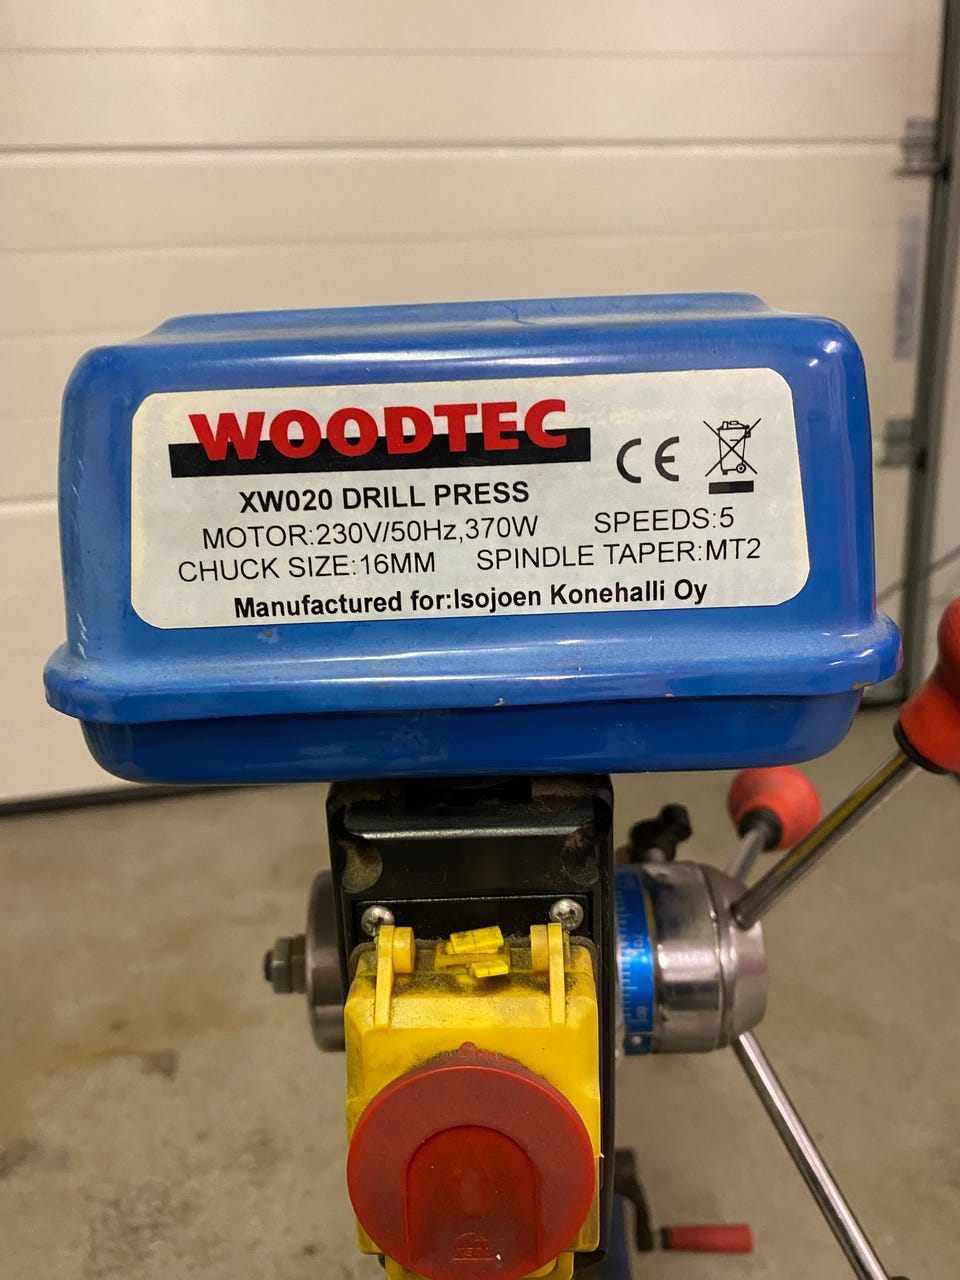 WOODTEC
CE
XW020 DRILL PRESS
MOTOR:230V/50Hz,370W SPEEDS:5
CHUCK SIZE:16MM SPINDLE TAPER:MT2
Manufactured for:Isojoen Konehalli Oy